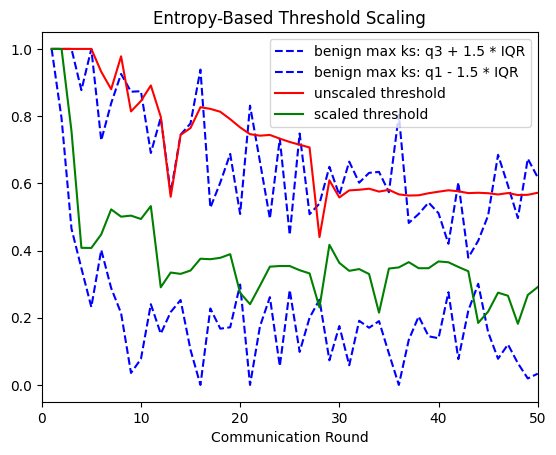 Entropy-Based Threshold Scaling
benign max ks: q3 + 1.5 * IQR
benign max ks: q1 - 1.5 * IQR
unscaled threshold
scaled threshold
1.0
0.8
0.6
0.4
0.2
0.0
0 10 20 30 40 50
Communication Round